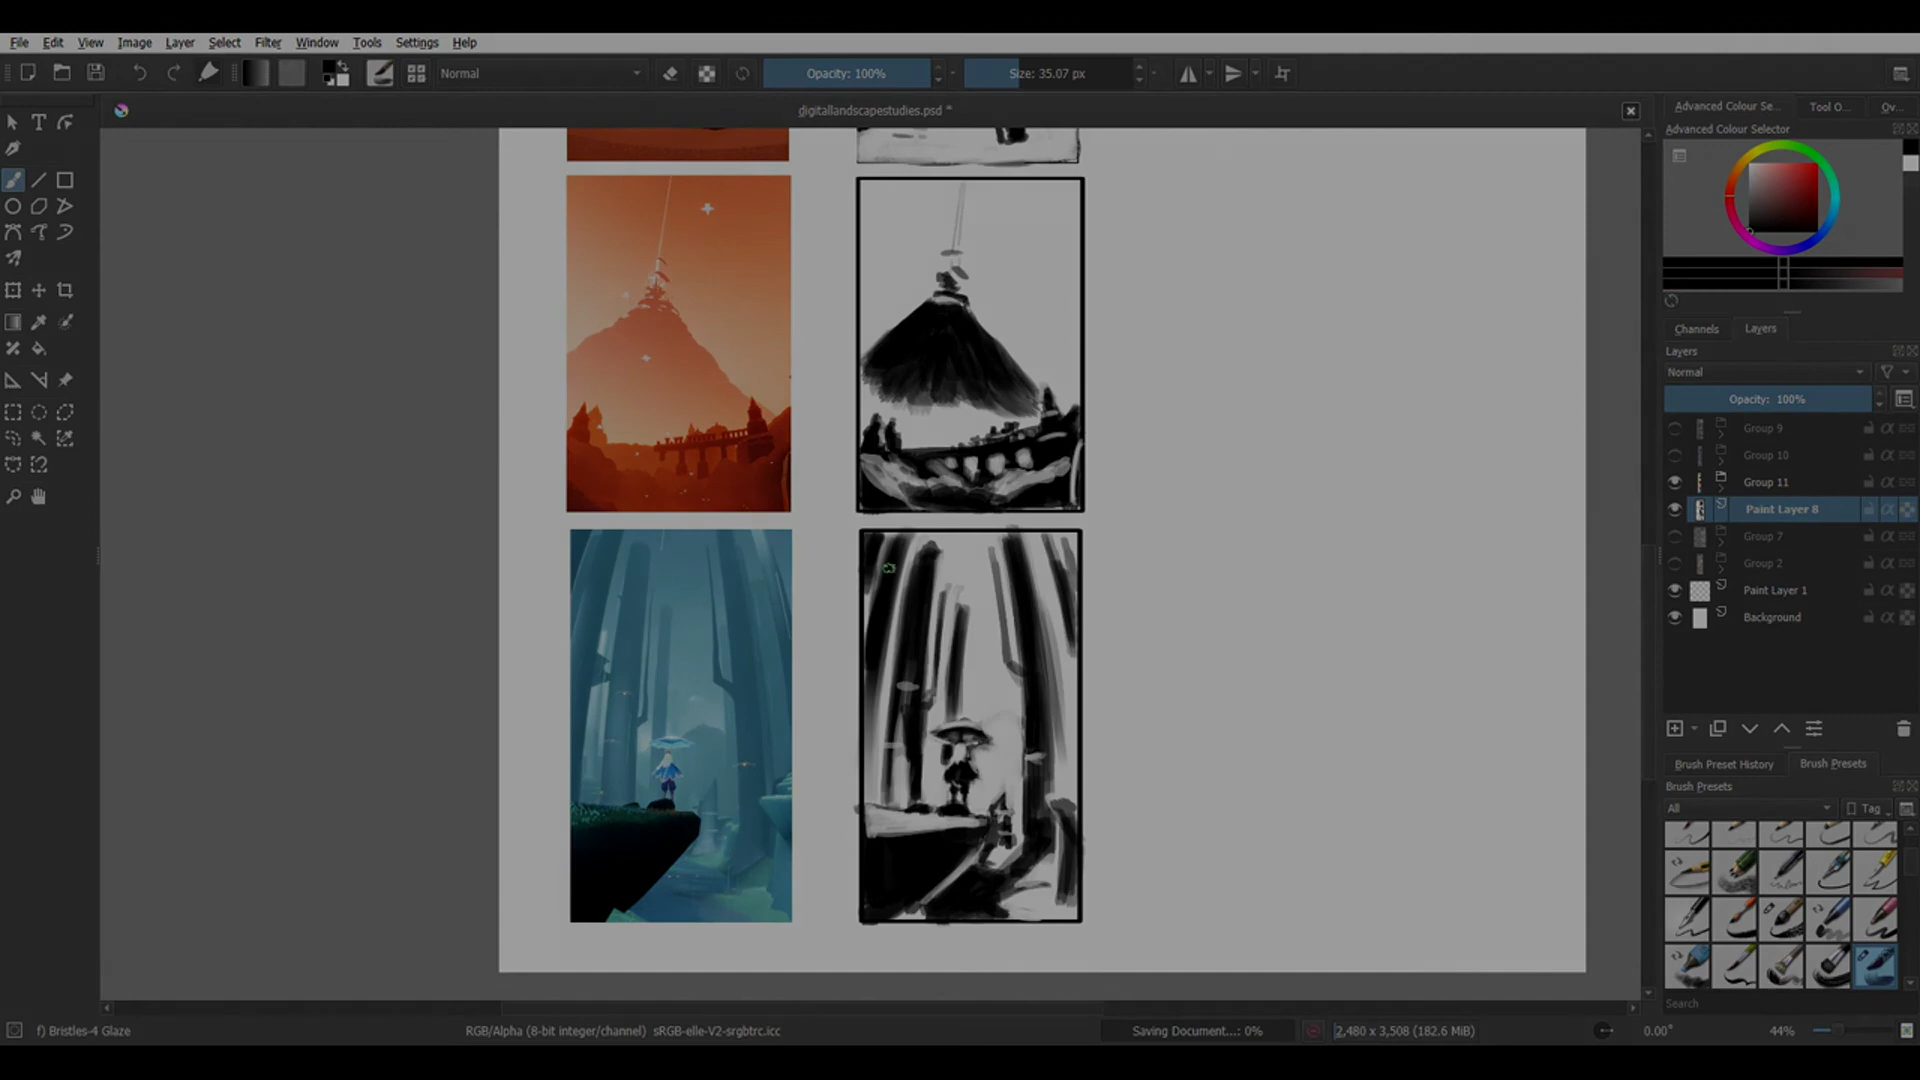 File Edit View Image Layer Select Filter Window Tools Settings Help
Normal Opacity: 100% Size: 35.07 px
digitallandscapestudies.psd *
Advanced Colour Se... Tool O... Ov...
Advanced Colour Selector
Channels Layers
Layers
Normal
Opacity: 100%
Group 9
Group 10
Group 11
Paint Layer 8
Group 7
Group 2
Paint Layer 1
Background
Brush Preset History Brush Presets
Brush Presets
All Tag
Search
f) Bristles-4 Glaze RGB/Alpha (8-bit integer/channel) sRGB-elle-V2-srgbtrc.icc Saving Document...: 0% 2,480 x 3,508 (182.6 MiB) 0.00° 44%